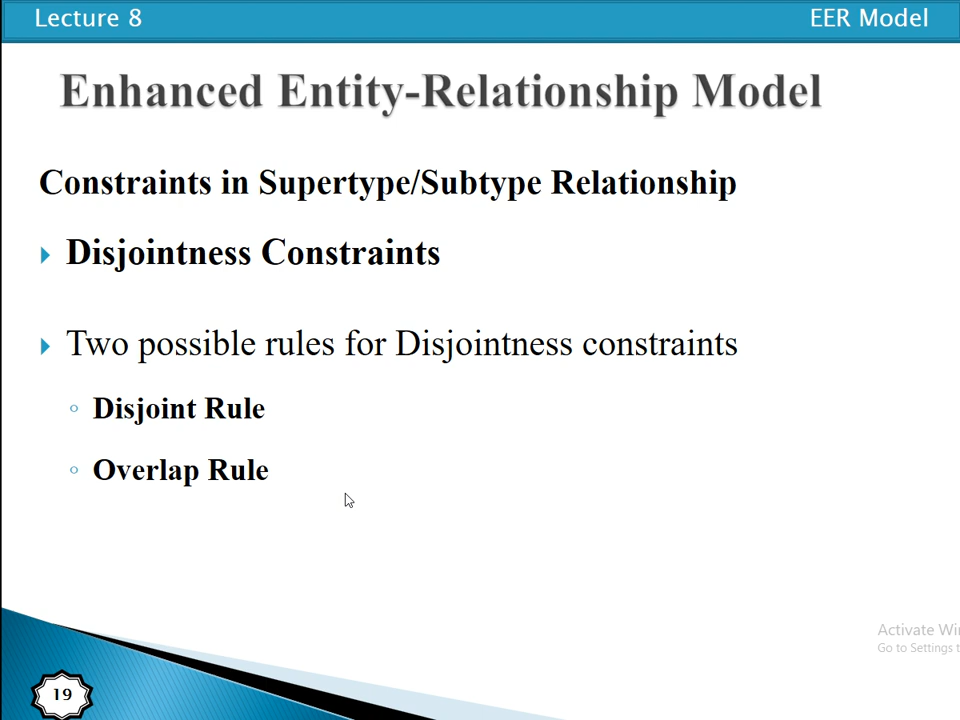 Lecture 8
EER Model
Enhanced Entity-Relationship Model
Constraints in Supertype/Subtype Relationship
Disjointness Constraints
Two possible rules for Disjointness constraints
Disjoint Rule
Overlap Rule
Activate Wi
Go to Settings t
19